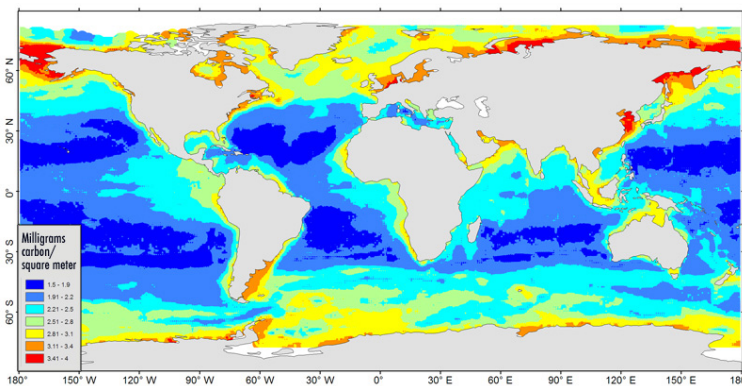 60° N
30° N
0°
30° S
60° S
Milligrams
carbon/
square meter
1.5 - 1.9
1.91 - 2.2
2.21 - 2.5
2.51 - 2.8
2.81 - 3.1
3.11 - 3.4
3.41 - 4
180° 150° W 120° W 90° W 60° W 30° W 0° 30° E 60° E 90° E 120° E 150° E 180°